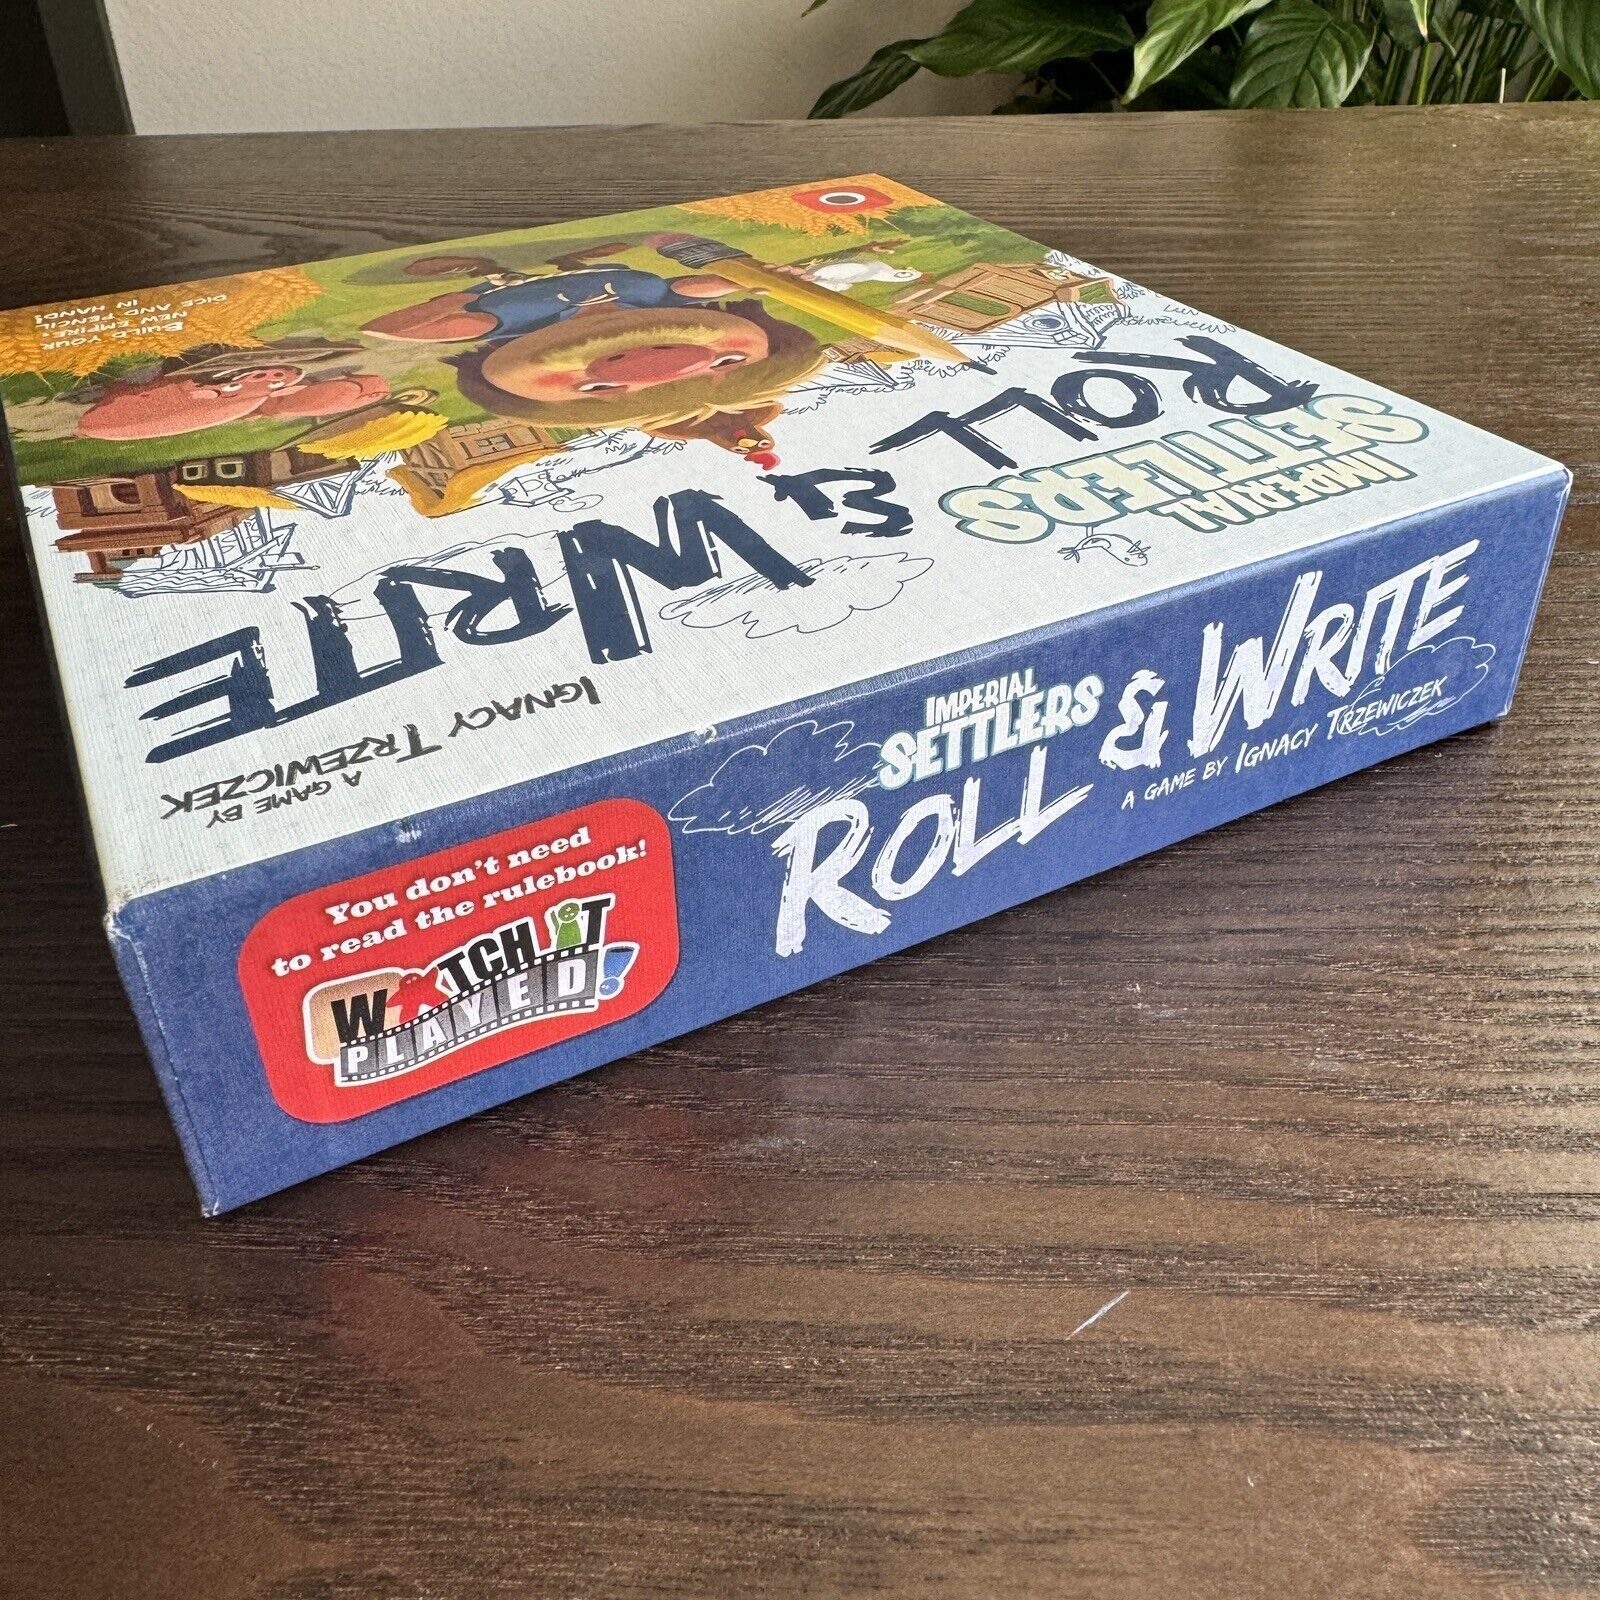 BUILD YOUR
NEW EMPIRE,
DICE AND PENCIL
IN HAND!
IMPERIAL
SETTLERS
ROLL
& WRITE
A GAME BY
IGNACY TRZEWICZEK
IMPERIAL
SETTLERS
ROLL & WRITE
A GAME BY IGNACY TRZEWICZEK
You don't need
to read the rulebook!
WATCH IT
PLAYED!